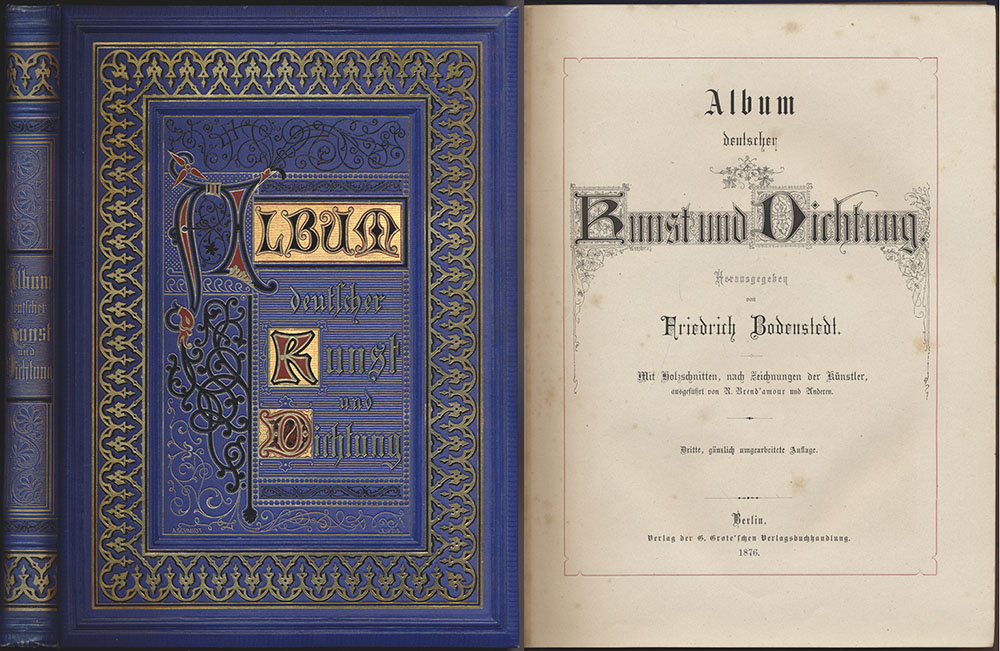 Album
deutscher
Kunst
und
Dichtung
ALBUM
deutscher
Kunst
und
Dichtung
Album
deutscher
Kunst und Dichtung.
Herausgegeben
von
Friedrich Bodenstedt.
Mit Holzschnitten, nach Zeichnungen der Künstler,
ausgeführt von R. Brend'amour und Anderen.
Dritte, gänzlich umgearbeitete Auflage.
Berlin,
Verlag der G. Grote'schen Verlagsbuchhandlung.
1876.